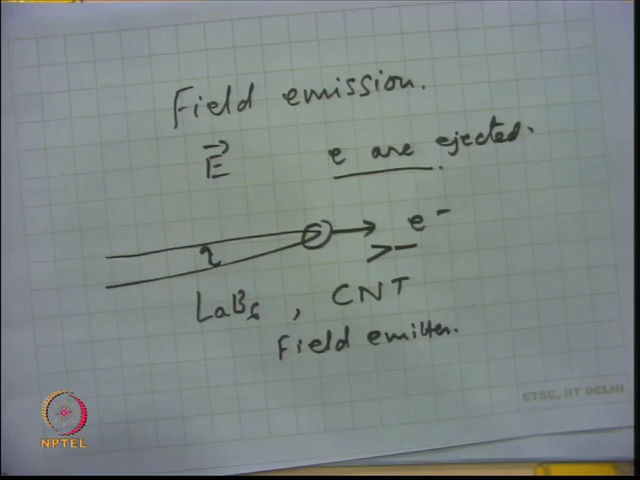 Field emission.
E e are ejected.
e⁻
LaB6, CNT
Field emitter.
ETSC, IIT DELHI
NPTEL